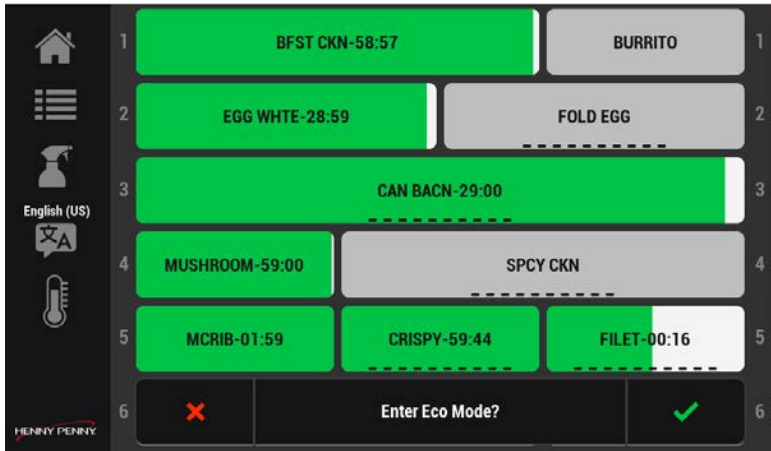 1 BFST CKN-58:57 BURRITO 1
2 EGG WHTE-28:59 FOLD EGG 2
3 CAN BACN-29:00 3
English (US)
文A
4 MUSHROOM-59:00 SPCY CKN 4
5 MCRIB-01:59 CRISPY-59:44 FILET-00:16 5
6 Enter Eco Mode? 6
HENNY PENNY